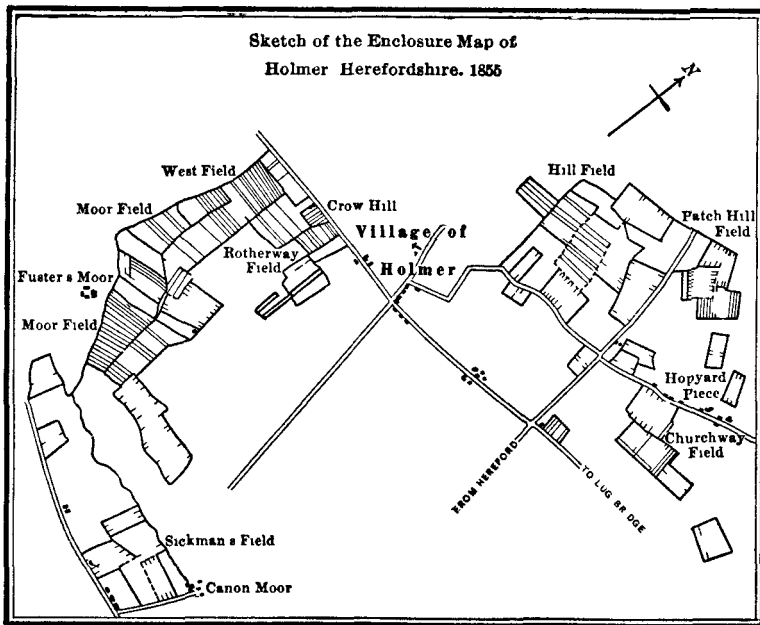 Sketch of the Enclosure Map of
Holmer Herefordshire. 1855
N
West Field
Hill Field
Moor Field
Crow Hill
Patch Hill
Field
Village of
Holmer
Rotherway
Field
Fuster s Moor
Moor Field
Hopyard
Piece
Churchway
Field
FROM HEREFORD
TO LUG BR DGE
Sickman s Field
Canon Moor